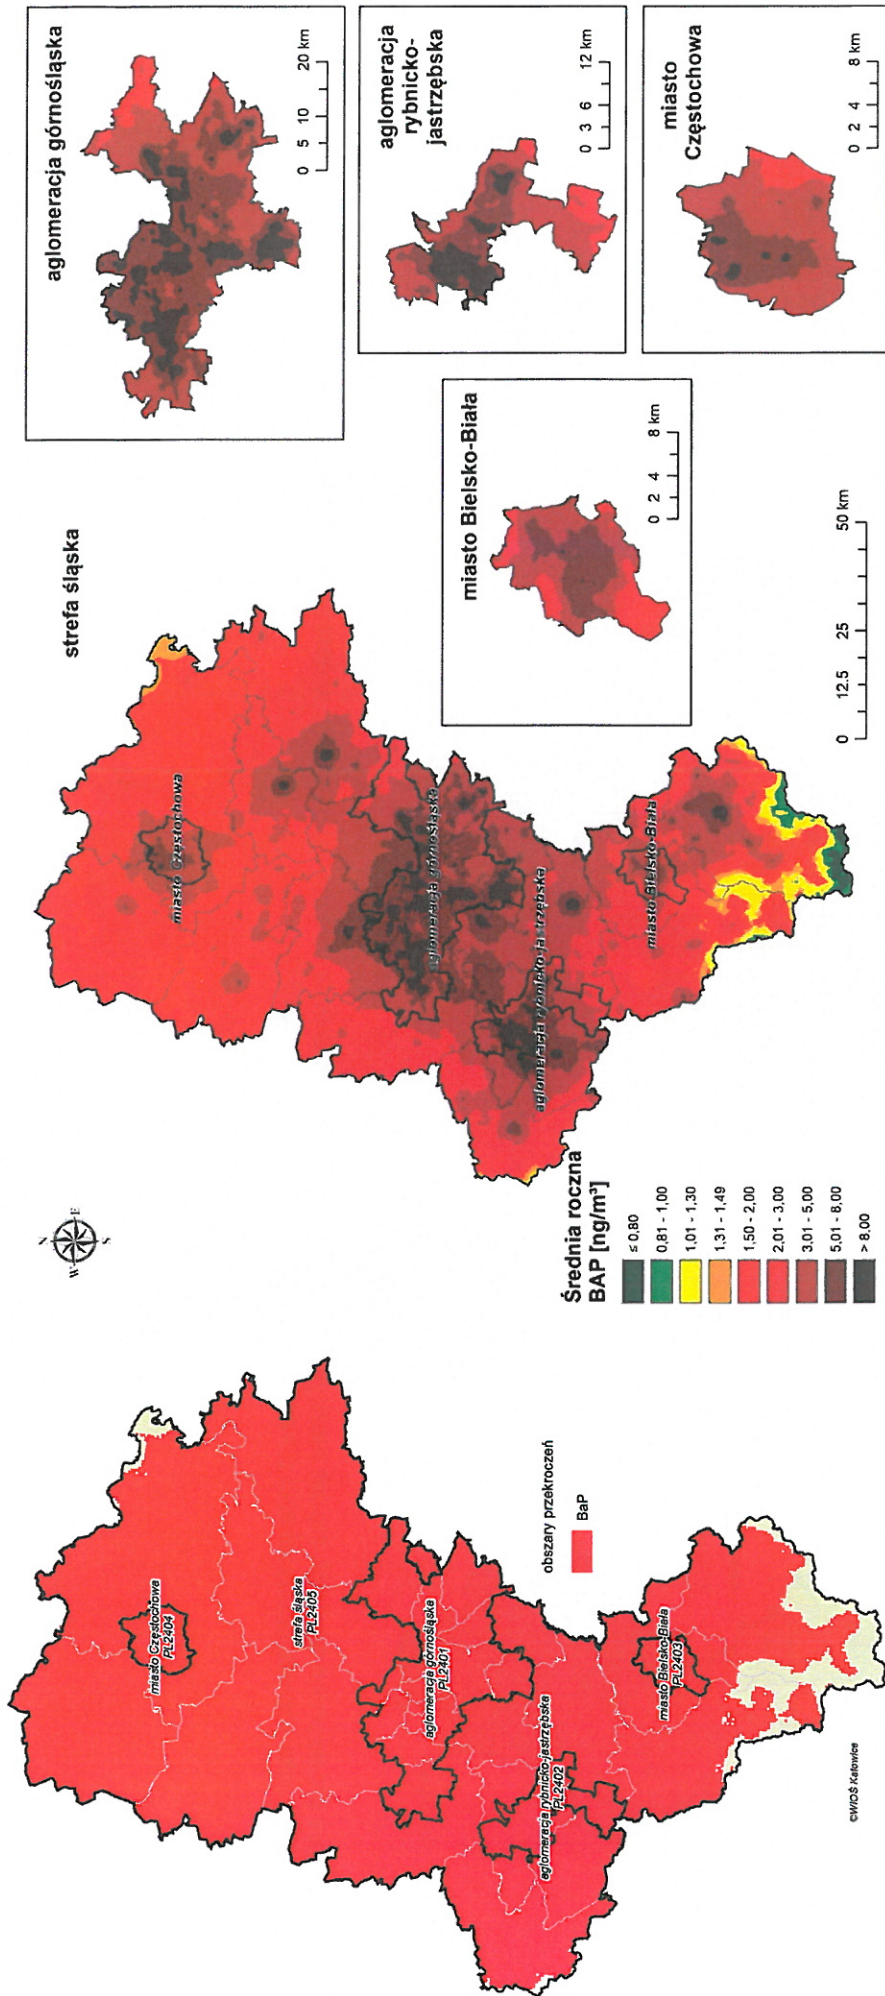 miasto Częstochowa
PL2404
strefa śląska
PL2405
aglomeracja górnośląska
PL2401
aglomeracja rybnicko-jastrzębska
PL2402
miasto Bielsko-Biała
PL2403
obszary przekroczeń
BaP
©WIOŚ Katowice
N
W
E
S
Średnia roczna
BAP [ng/m³]
≤ 0,80
0,81 - 1,00
1,01 - 1,30
1,31 - 1,49
1,50 - 2,00
2,01 - 3,00
3,01 - 5,00
5,01 - 8,00
> 8,00
strefa śląska
miasto Częstochowa
aglomeracja górnośląska
aglomeracja rybnicko-jastrzębska
miasto Bielsko-Biała
0 12.5 25 50 km
miasto Bielsko-Biała
0 2 4 8 km
aglomeracja górnośląska
0 5 10 20 km
aglomeracja
rybnicko-
jastrzębska
0 3 6 12 km
miasto
Częstochowa
0 2 4 8 km